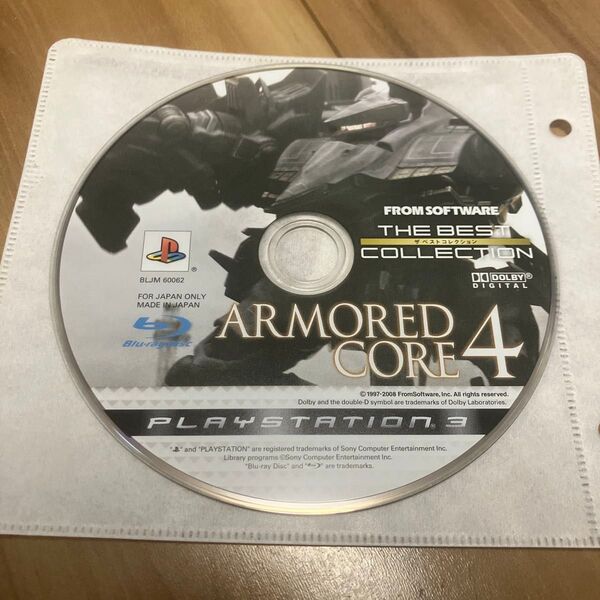 FROM SOFTWARE
THE BEST
ザ ベストコレクション
COLLECTION
DOLBY®
DIGITAL
®
BLJM 60062
FOR JAPAN ONLY
MADE IN JAPAN
Blu-ray Disc
ARMORED
CORE 4
©1997-2008 FromSoftware, Inc. All rights reserved.
Dolby and the double-D symbol are trademarks of Dolby Laboratories.
PLAYSTATION®3
" " and "PLAYSTATION" are registered trademarks of Sony Computer Entertainment Inc.
Library programs ©Sony Computer Entertainment Inc.
"Blu-ray Disc" and " " are trademarks.